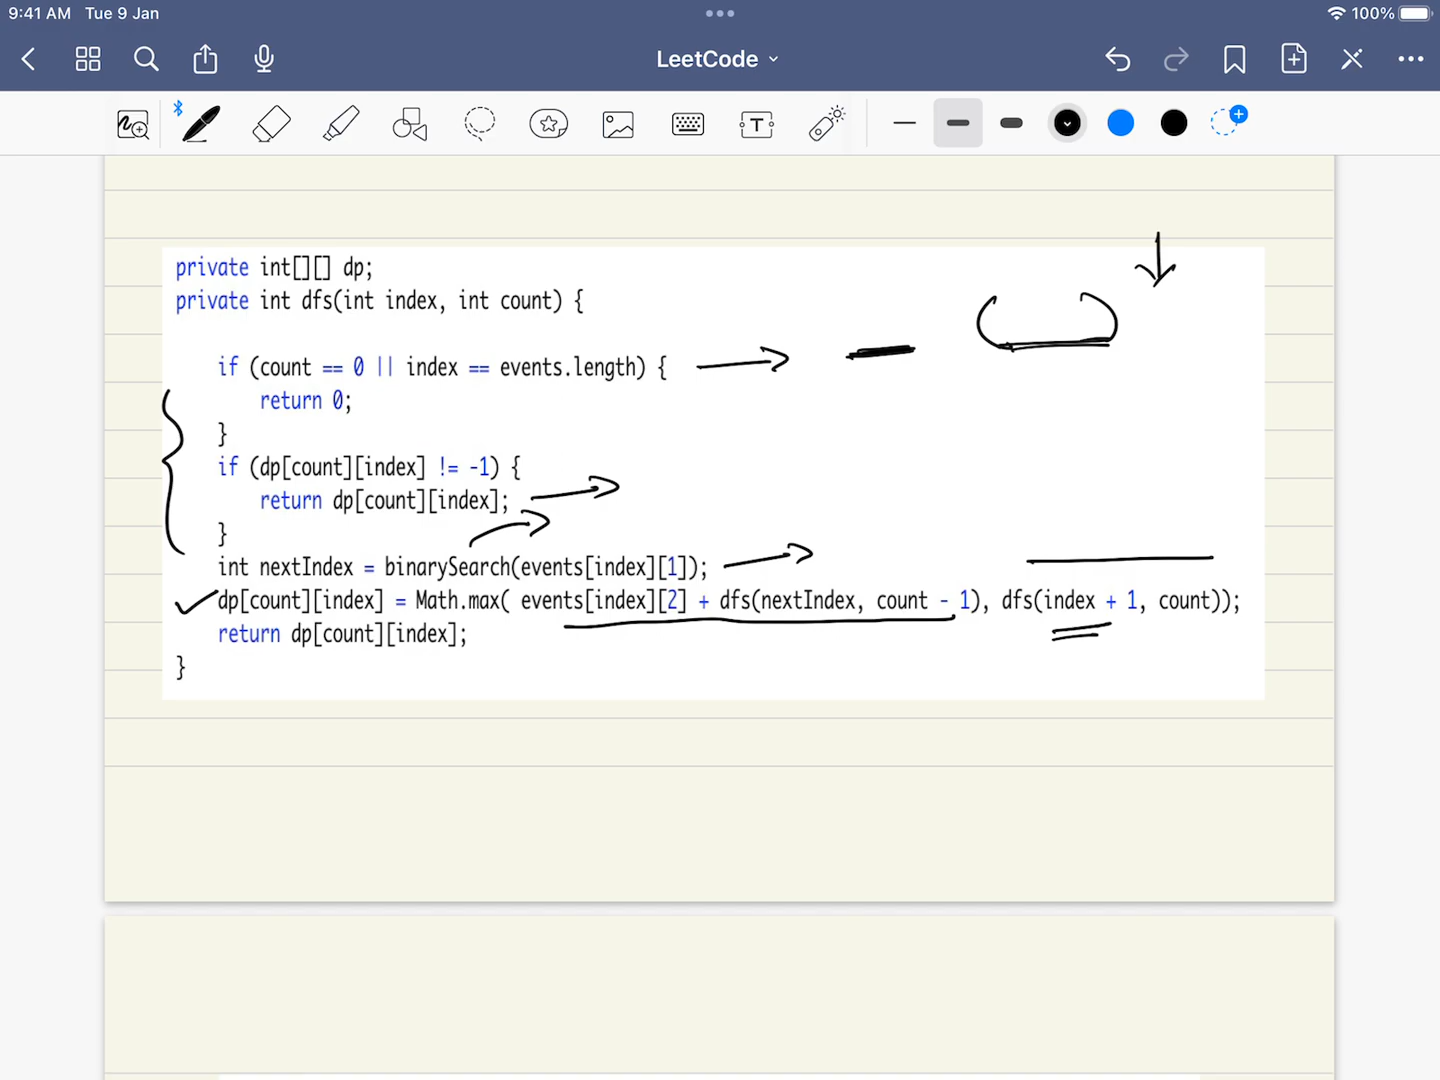 9:41 AM Tue 9 Jan
100%
LeetCode
T
private int[][] dp;
private int dfs(int index, int count) {
if (count == 0 || index == events.length) {
return 0;
}
if (dp[count][index] != -1) {
return dp[count][index];
}
int nextIndex = binarySearch(events[index][1]);
dp[count][index] = Math.max( events[index][2] + dfs(nextIndex, count - 1), dfs(index + 1, count));
return dp[count][index];
}